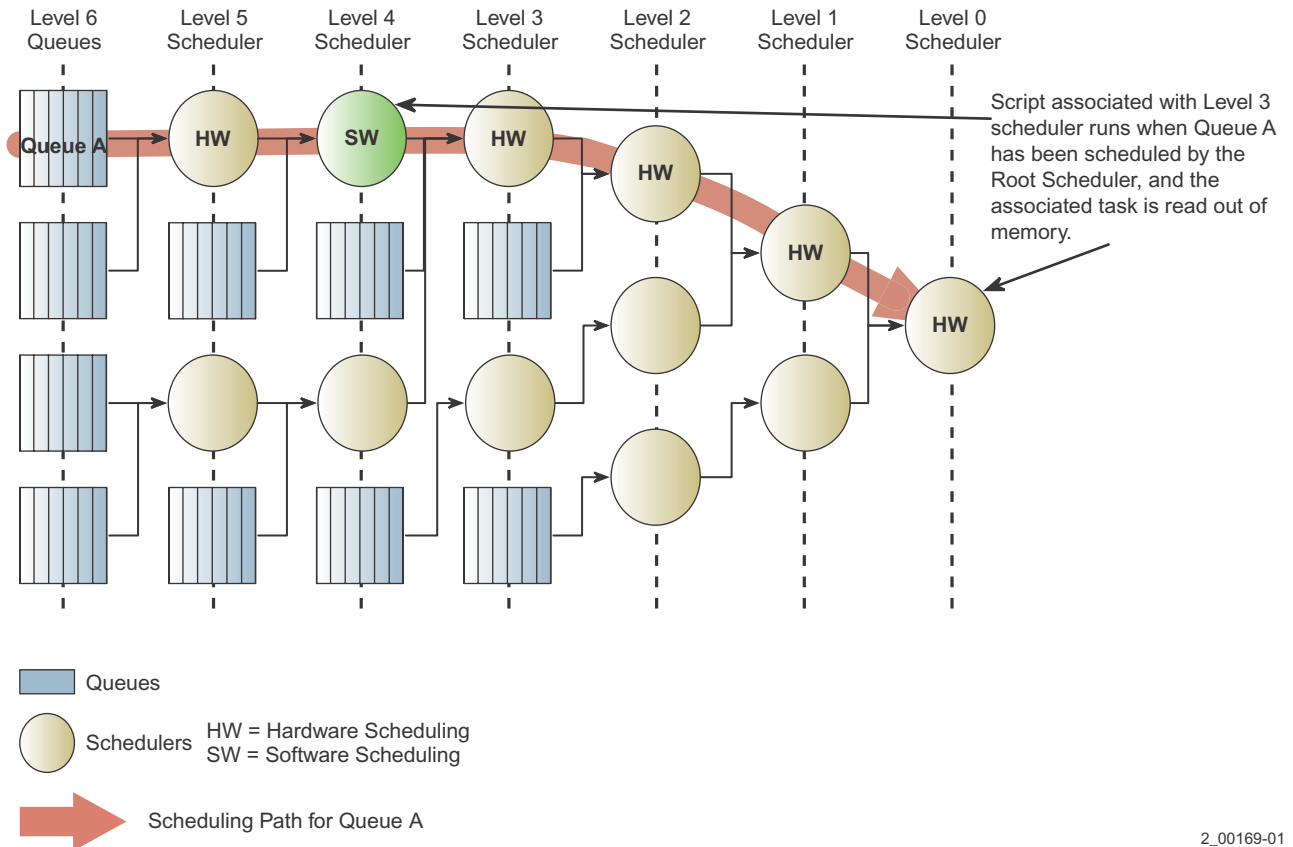 Level 6
Queues
Level 5
Scheduler
Level 4
Scheduler
Level 3
Scheduler
Level 2
Scheduler
Level 1
Scheduler
Level 0
Scheduler
Queue A
HW
SW
HW
HW
HW
HW
Script associated with Level 3
scheduler runs when Queue A
has been scheduled by the
Root Scheduler, and the
associated task is read out of
memory.
Queues
Schedulers
HW = Hardware Scheduling
SW = Software Scheduling
Scheduling Path for Queue A
2_00169-01